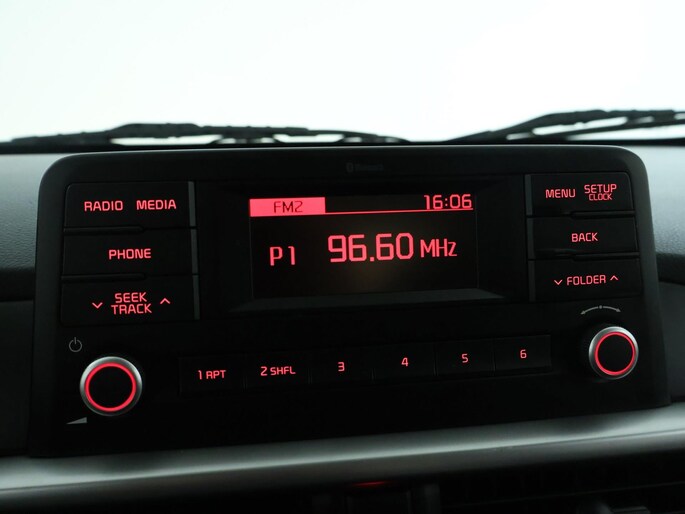 Bluetooth
RADIO MEDIA
PHONE
SEEK
TRACK
FM2 16:06
P1 96.60 MHz
MENU SETUP
CLOCK
BACK
FOLDER
1 RPT 2 SHFL 3 4 5 6